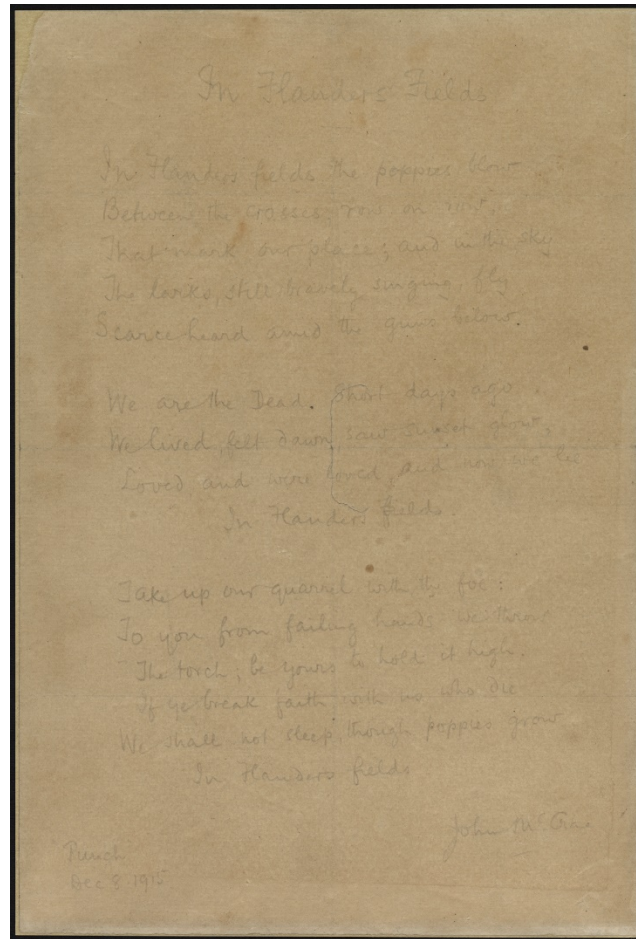 In Flanders Fields
In Flanders fields the poppies blow
Between the crosses, row on row,
That mark our place; and in the sky
The larks, still bravely singing, fly
Scarce heard amid the guns below.
We are the Dead. Short days ago
We lived, felt dawn, saw sunset glow,
Loved and were loved, and now we lie
In Flanders fields.
Take up our quarrel with the foe:
To you from failing hands we throw
The torch; be yours to hold it high.
If ye break faith with us who die
We shall not sleep, though poppies grow
In Flanders fields
John McCrae
Dec 8 1915